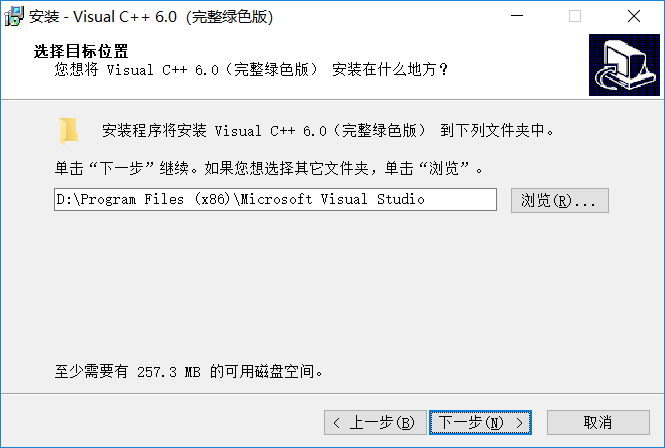 安装 - Visual C++ 6.0（完整绿色版）
选择目标位置
您想将 Visual C++ 6.0（完整绿色版） 安装在什么地方？
安装程序将安装 Visual C++ 6.0（完整绿色版） 到下列文件夹中。
单击“下一步”继续。如果您想选择其它文件夹，单击“浏览”。
D:\Program Files (x86)\Microsoft Visual Studio
浏览(R)...
至少需要有 257.3 MB 的可用磁盘空间。
< 上一步(B)
下一步(N) >
取消